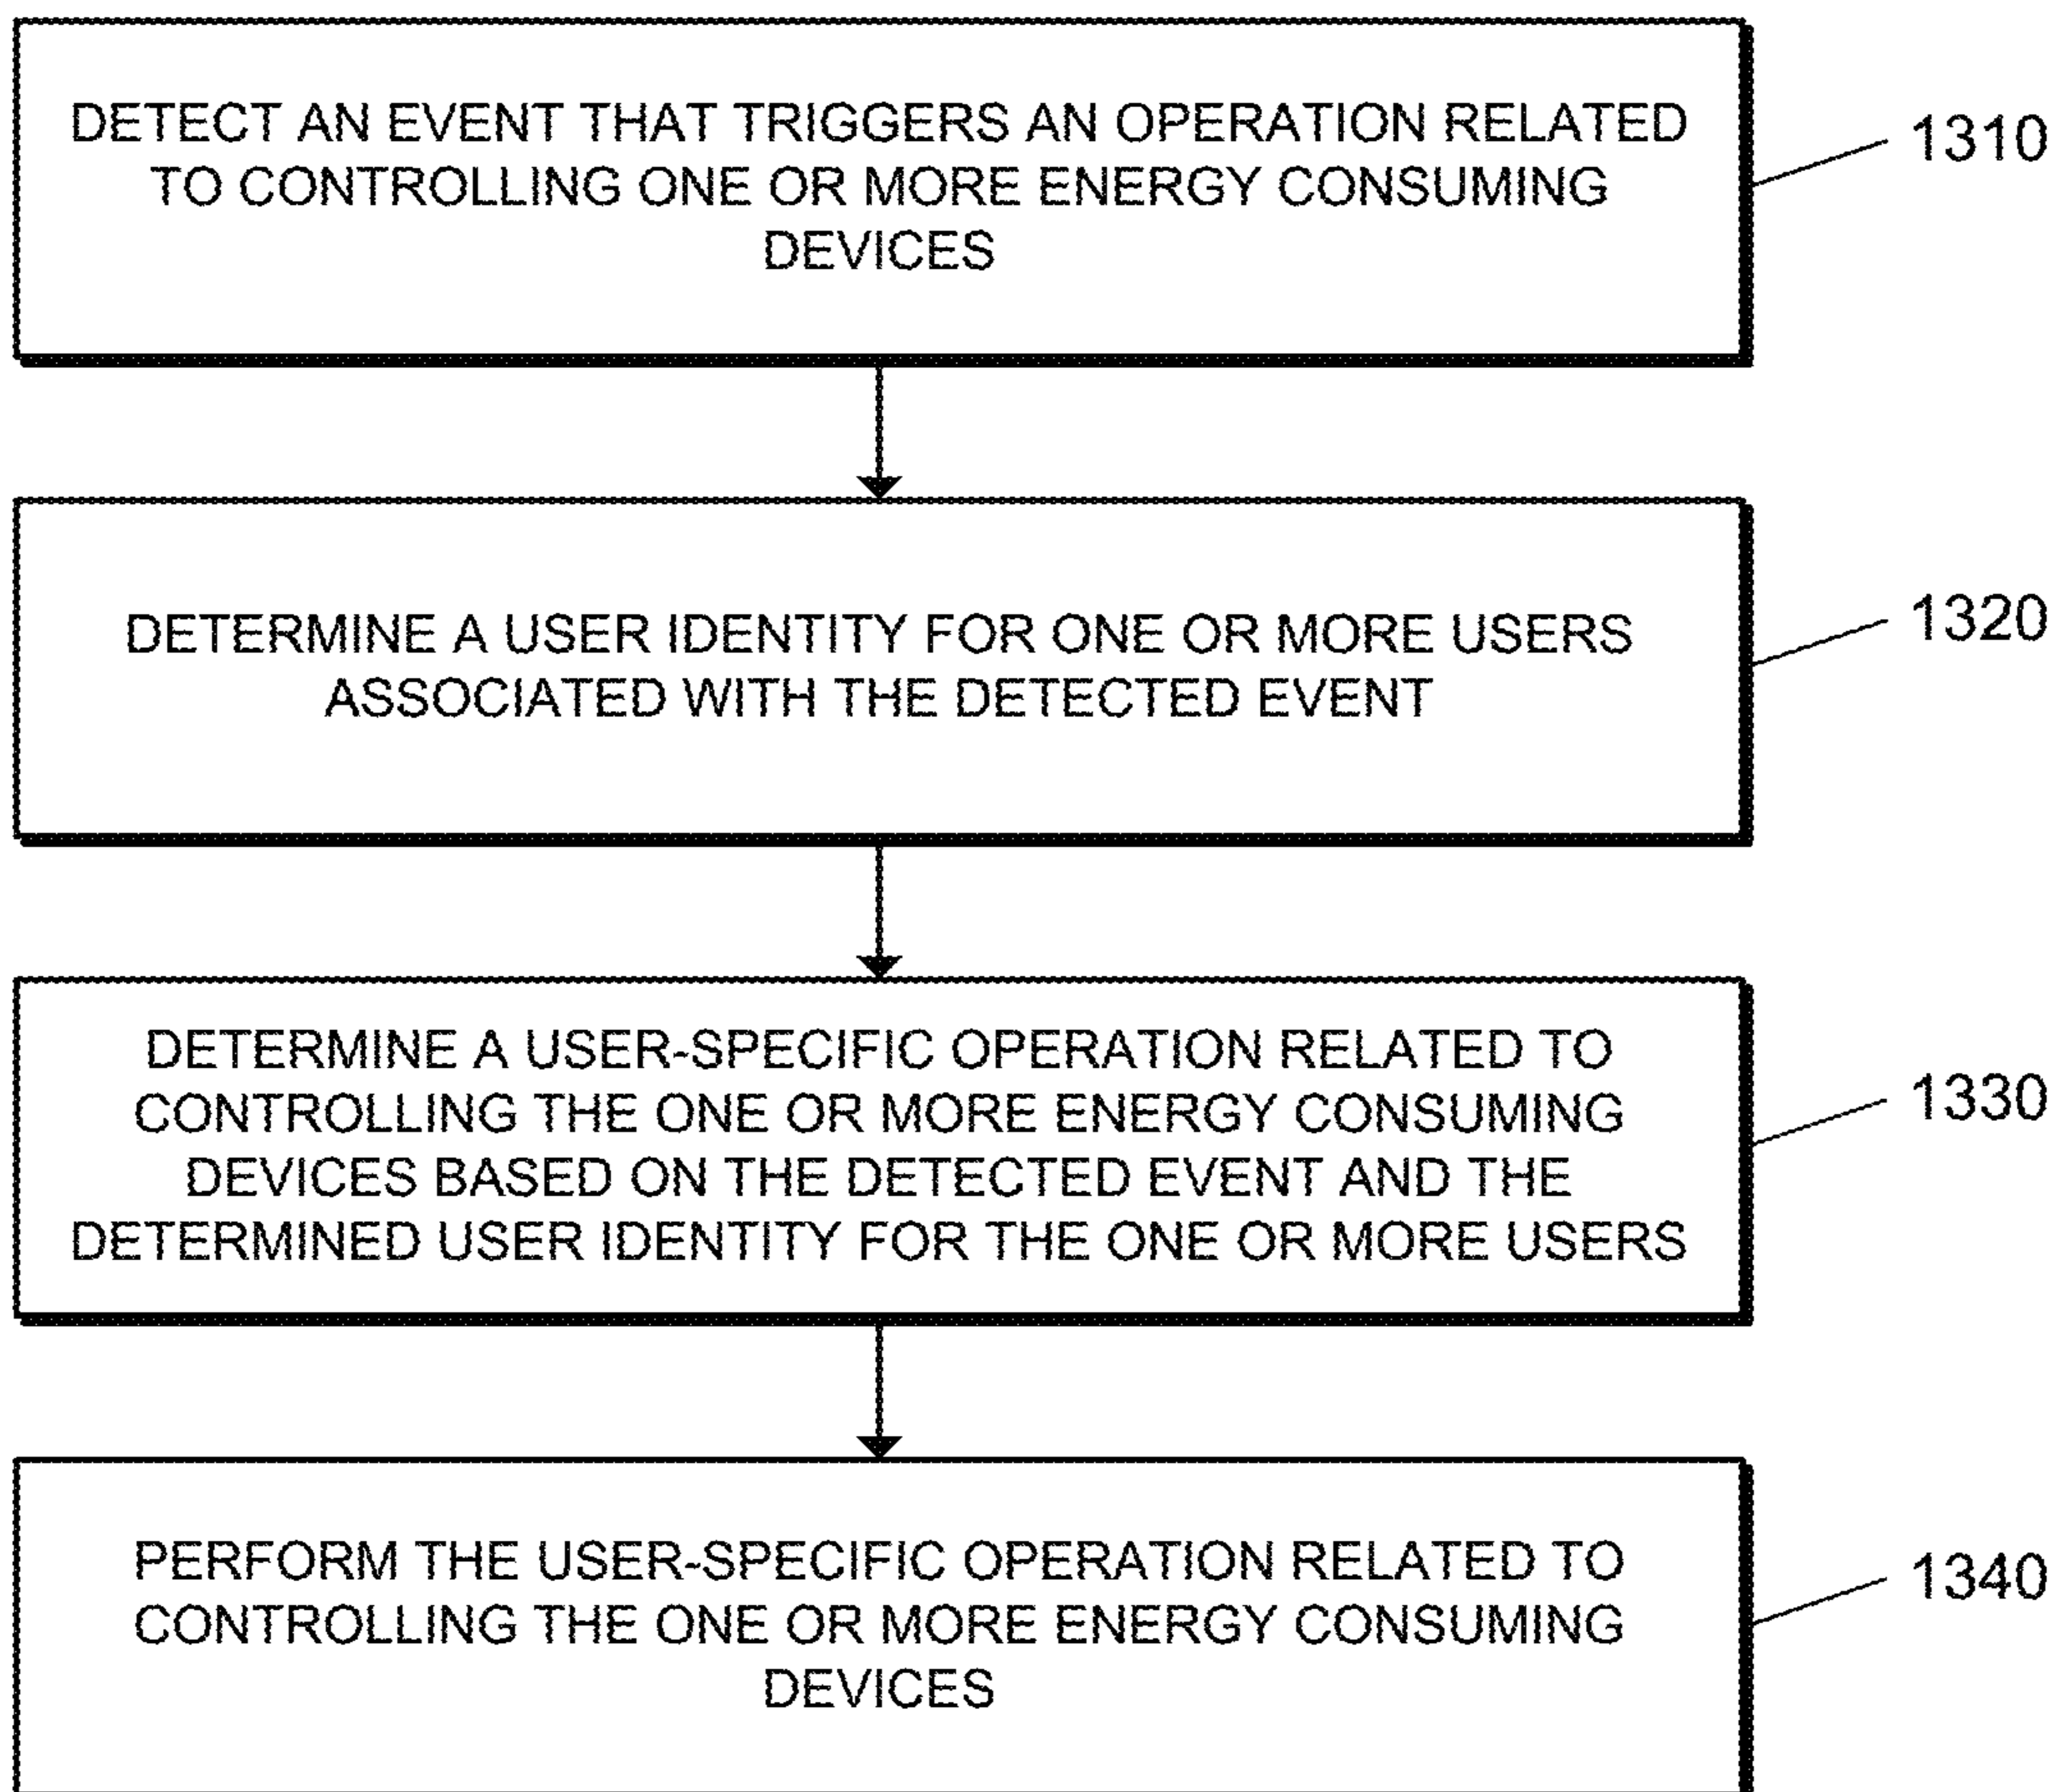 DETECT AN EVENT THAT TRIGGERS AN OPERATION RELATED
TO CONTROLLING ONE OR MORE ENERGY CONSUMING
DEVICES
1310
DETERMINE A USER IDENTITY FOR ONE OR MORE USERS
ASSOCIATED WITH THE DETECTED EVENT
1320
DETERMINE A USER-SPECIFIC OPERATION RELATED TO
CONTROLLING THE ONE OR MORE ENERGY CONSUMING
DEVICES BASED ON THE DETECTED EVENT AND THE
DETERMINED USER IDENTITY FOR THE ONE OR MORE USERS
1330
PERFORM THE USER-SPECIFIC OPERATION RELATED TO
CONTROLLING THE ONE OR MORE ENERGY CONSUMING
DEVICES
1340